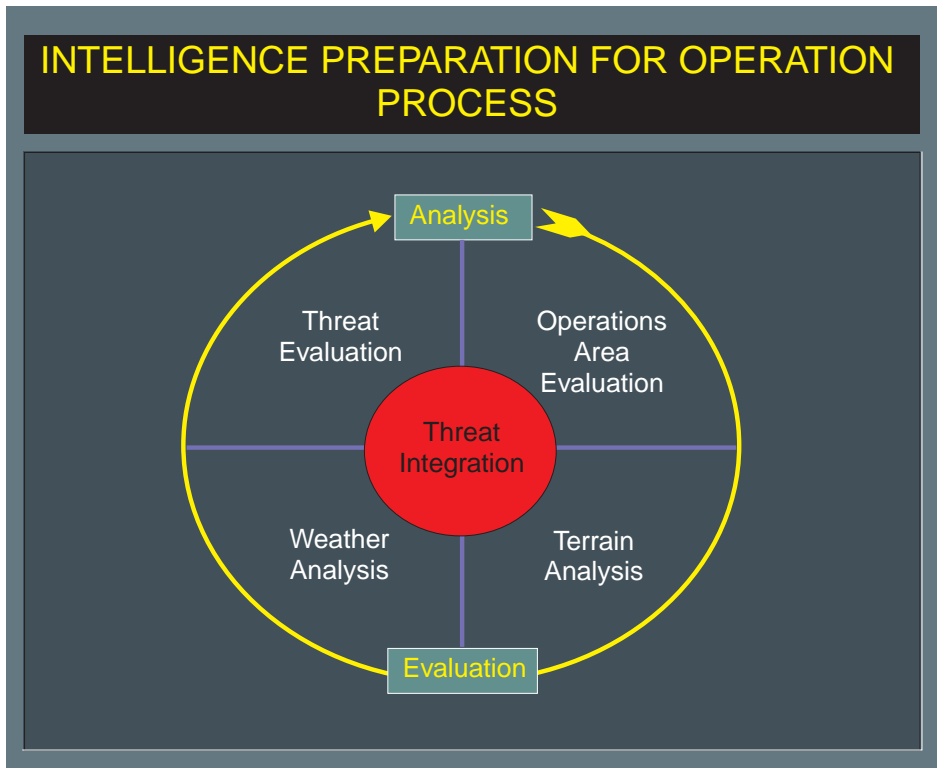 INTELLIGENCE PREPARATION FOR OPERATION
PROCESS
Analysis
Threat
Evaluation
Operations
Area
Evaluation
Threat
Integration
Weather
Analysis
Terrain
Analysis
Evaluation